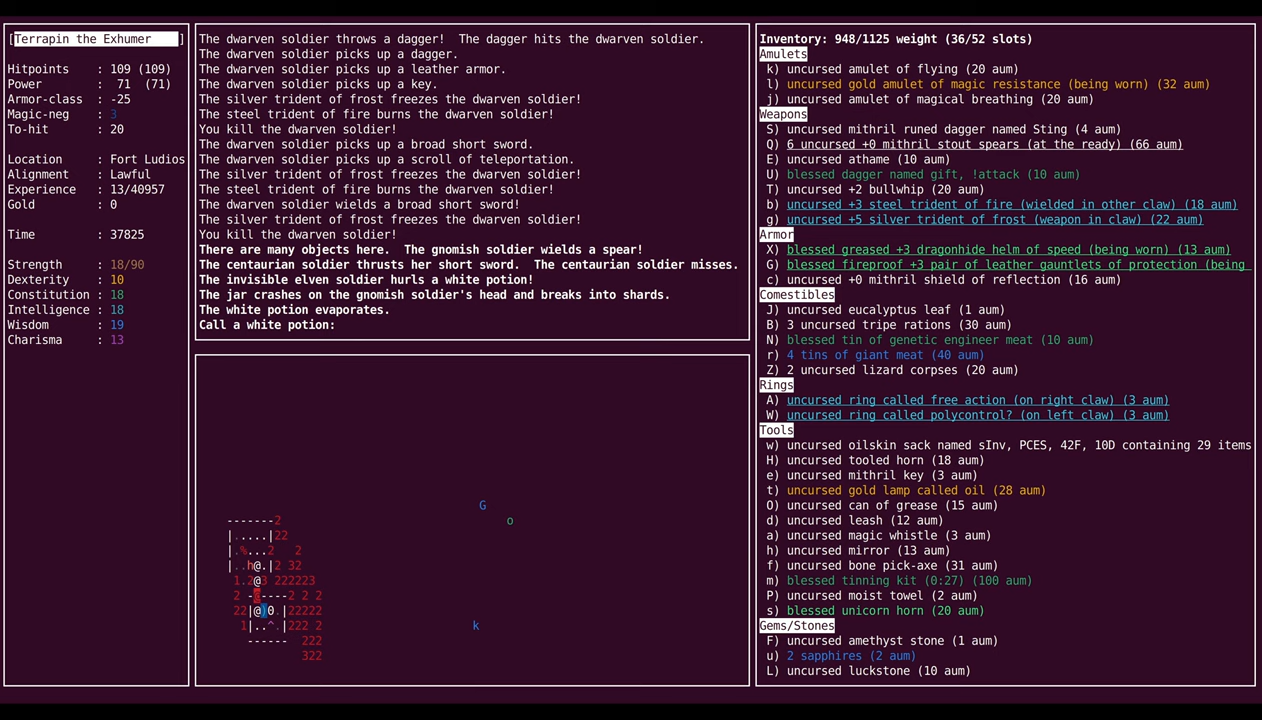 [Terrapin the Exhumer ]
Hitpoints : 109 (109)
Power : 71 (71)
Armor-class : -25
Magic-neg : 3
To-hit : 20
Location : Fort Ludios
Alignment : Lawful
Experience : 13/40957
Gold : 0
Time : 37825
Strength : 18/90
Dexterity : 10
Constitution : 18
Intelligence : 18
Wisdom : 19
Charisma : 13
The dwarven soldier throws a dagger! The dagger hits the dwarven soldier.
The dwarven soldier picks up a dagger.
The dwarven soldier picks up a leather armor.
The dwarven soldier picks up a key.
The silver trident of frost freezes the dwarven soldier!
The steel trident of fire burns the dwarven soldier!
You kill the dwarven soldier!
The dwarven soldier picks up a broad short sword.
The dwarven soldier picks up a scroll of teleportation.
The silver trident of frost freezes the dwarven soldier!
The steel trident of fire burns the dwarven soldier!
The dwarven soldier wields a broad short sword!
The silver trident of frost freezes the dwarven soldier!
You kill the dwarven soldier!
There are many objects here. The gnomish soldier wields a spear!
The centaurian soldier thrusts her short sword. The centaurian soldier misses.
The invisible elven soldier hurls a white potion!
The jar crashes on the gnomish soldier's head and breaks into shards.
The white potion evaporates.
Call a white potion:
G
-------2 o
|.....|22
|.%...2 2
|..h@.|2 32
1.2@3 222223
2 - ----2 2 2
22|@)0.|22222
1|..^.|222 2 k
------ 222
322
Inventory: 948/1125 weight (36/52 slots)
Amulets
k) uncursed amulet of flying (20 aum)
l) uncursed gold amulet of magic resistance (being worn) (32 aum)
j) uncursed amulet of magical breathing (20 aum)
Weapons
S) uncursed mithril runed dagger named Sting (4 aum)
Q) 6 uncursed +0 mithril stout spears (at the ready) (66 aum)
E) uncursed athame (10 aum)
U) blessed dagger named gift, !attack (10 aum)
T) uncursed +2 bullwhip (20 aum)
b) uncursed +3 steel trident of fire (wielded in other claw) (18 aum)
g) uncursed +5 silver trident of frost (weapon in claw) (22 aum)
Armor
X) blessed greased +3 dragonhide helm of speed (being worn) (13 aum)
G) blessed fireproof +3 pair of leather gauntlets of protection (being
c) uncursed +0 mithril shield of reflection (16 aum)
Comestibles
J) uncursed eucalyptus leaf (1 aum)
B) 3 uncursed tripe rations (30 aum)
N) blessed tin of genetic engineer meat (10 aum)
r) 4 tins of giant meat (40 aum)
Z) 2 uncursed lizard corpses (20 aum)
Rings
A) uncursed ring called free action (on right claw) (3 aum)
W) uncursed ring called polycontrol? (on left claw) (3 aum)
Tools
w) uncursed oilskin sack named sInv, PCES, 42F, 10D containing 29 items
H) uncursed tooled horn (18 aum)
e) uncursed mithril key (3 aum)
t) uncursed gold lamp called oil (28 aum)
O) uncursed can of grease (15 aum)
d) uncursed leash (12 aum)
a) uncursed magic whistle (3 aum)
h) uncursed mirror (13 aum)
f) uncursed bone pick-axe (31 aum)
m) blessed tinning kit (0:27) (100 aum)
P) uncursed moist towel (2 aum)
s) blessed unicorn horn (20 aum)
Gems/Stones
F) uncursed amethyst stone (1 aum)
u) 2 sapphires (2 aum)
L) uncursed luckstone (10 aum)